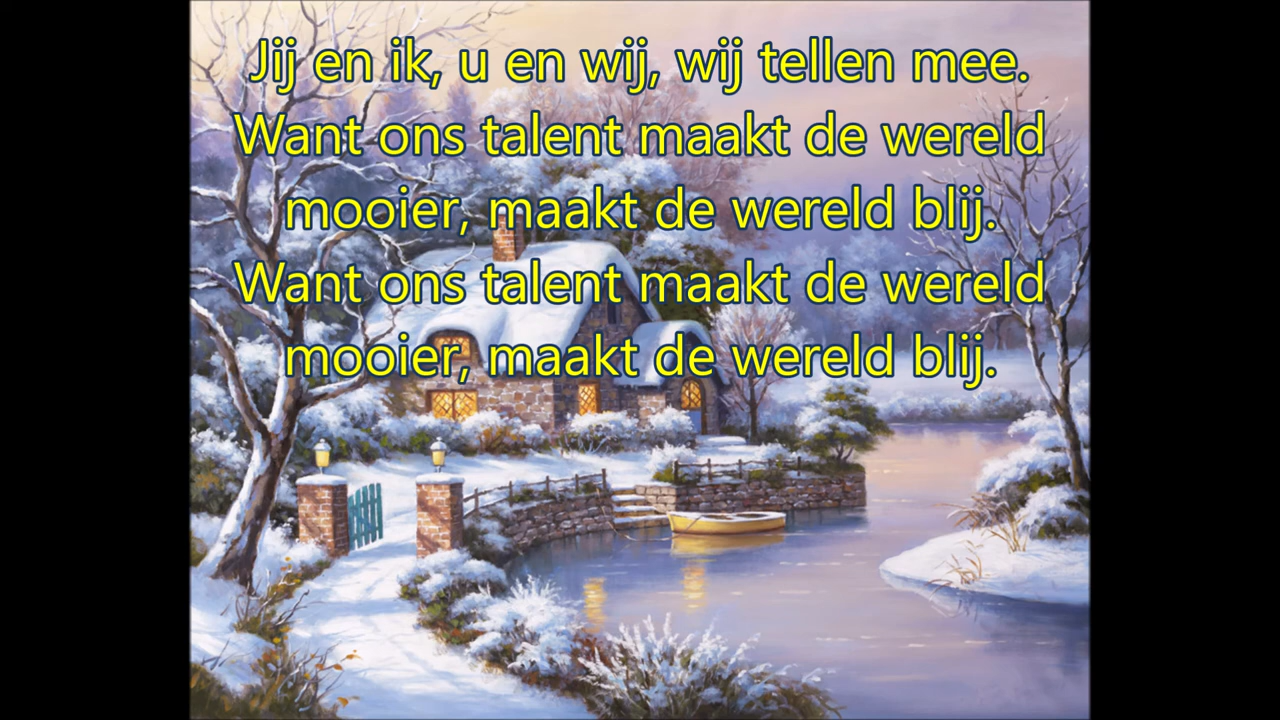 Jij en ik, u en wij, wij tellen mee.
Want ons talent maakt de wereld
mooier, maakt de wereld blij.
Want ons talent maakt de wereld
mooier, maakt de wereld blij.